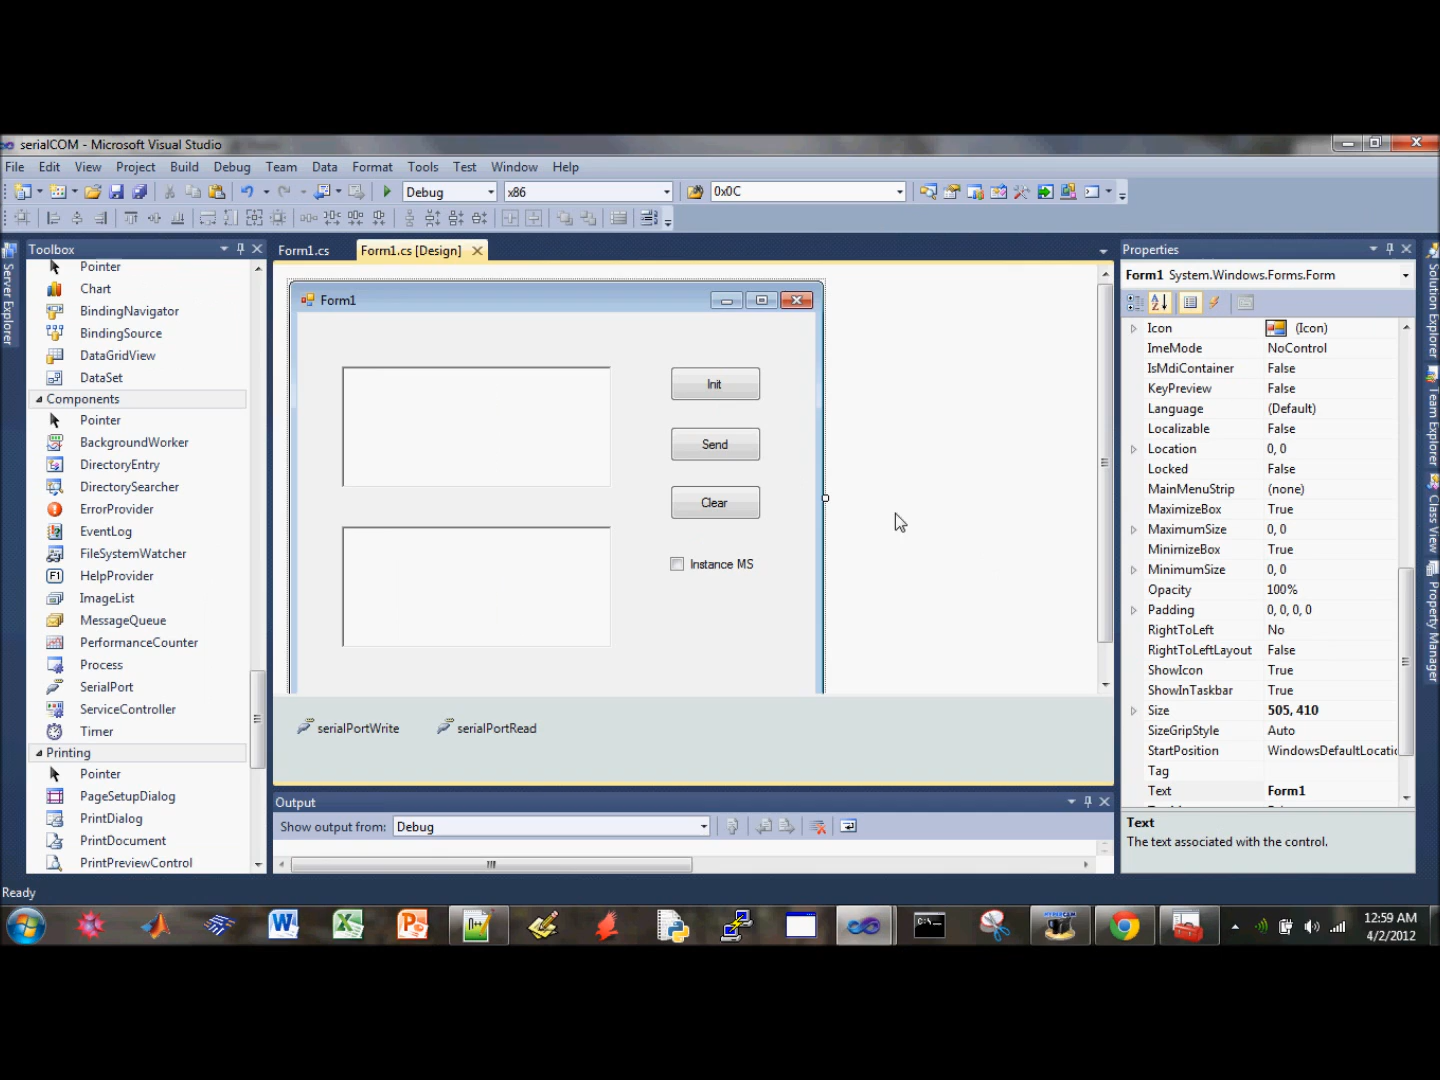 serialCOM - Microsoft Visual Studio
File Edit View Project Build Debug Team Data Format Tools Test Window Help
Debug x86 0x0C
Toolbox
Pointer
Chart
BindingNavigator
BindingSource
DataGridView
DataSet
Components
Pointer
BackgroundWorker
DirectoryEntry
DirectorySearcher
ErrorProvider
EventLog
FileSystemWatcher
HelpProvider
ImageList
MessageQueue
PerformanceCounter
Process
SerialPort
ServiceController
Timer
Printing
Pointer
PageSetupDialog
PrintDialog
PrintDocument
PrintPreviewControl
Server Explorer
Form1.cs Form1.cs [Design]
Form1
Init
Send
Clear
Instance MS
serialPortWrite serialPortRead
Output
Show output from: Debug
Properties
Form1 System.Windows.Forms.Form
Icon (Icon)
ImeMode NoControl
IsMdiContainer False
KeyPreview False
Language (Default)
Localizable False
Location 0, 0
Locked False
MainMenuStrip (none)
MaximizeBox True
MaximumSize 0, 0
MinimizeBox True
MinimumSize 0, 0
Opacity 100%
Padding 0, 0, 0, 0
RightToLeft No
RightToLeftLayout False
ShowIcon True
ShowInTaskbar True
Size 505, 410
SizeGripStyle Auto
StartPosition WindowsDefaultLocatic
Tag
Text Form1
Text
The text associated with the control.
Solution Explorer
Team Explorer
Class View
Property Manager
Ready
12:59 AM
4/2/2012